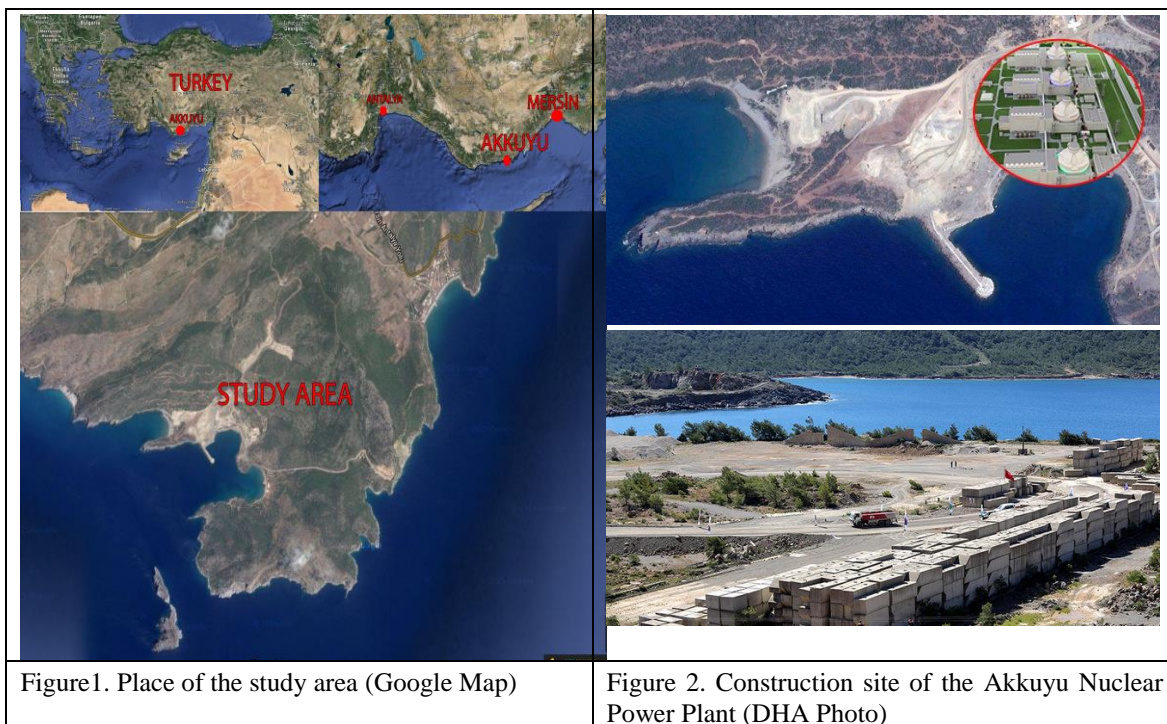 TURKEY
AKKUYU
ANTALYA
MERSİN
AKKUYU
STUDY AREA
Figure1. Place of the study area (Google Map)
Figure 2. Construction site of the Akkuyu Nuclear
Power Plant (DHA Photo)